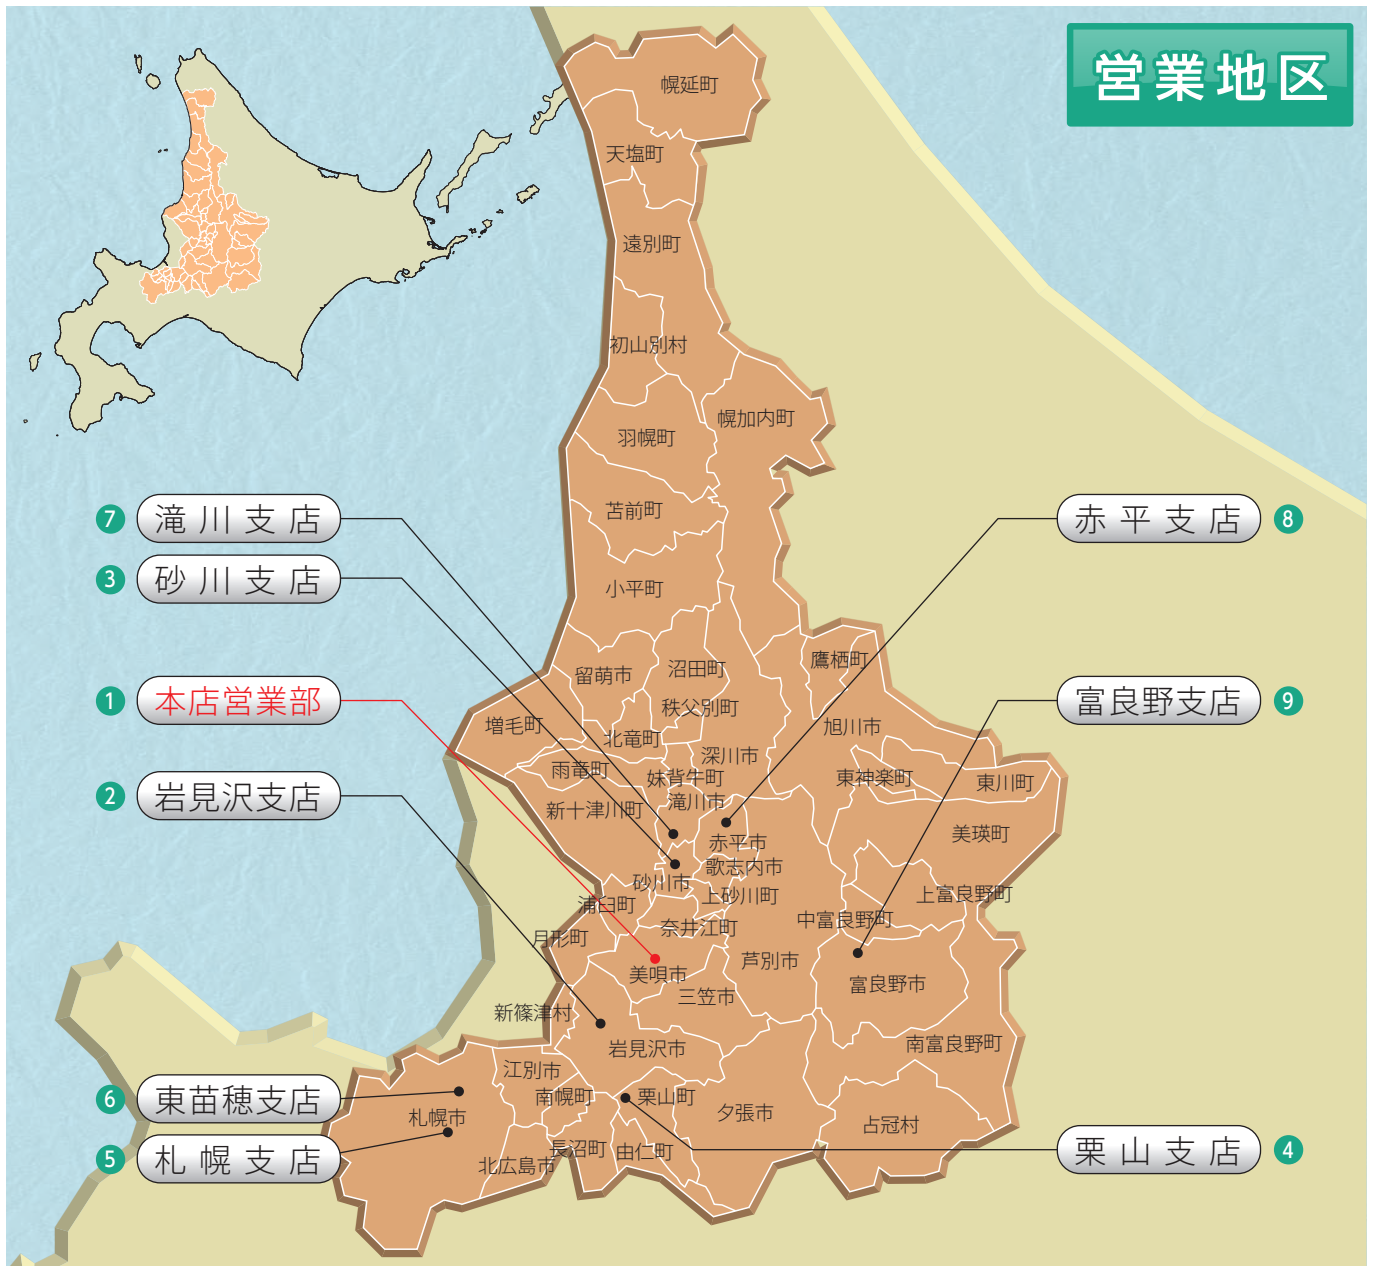 営業地区
幌延町
天塩町
遠別町
初山別村
幌加内町
羽幌町
苫前町
7 滝川支店
赤平支店 8
3 砂川支店
小平町
鷹栖町
留萌市
沼田町
1 本店営業部
富良野支店 9
秩父別町
増毛町
旭川市
北竜町
深川市
雨竜町
妹背牛町
東神楽町
東川町
2 岩見沢支店
滝川市
新十津川町
美瑛町
赤平市
歌志内市
砂川市
上砂川町
上富良野町
浦臼町
中富良野町
奈井江町
月形町
芦別市
美唄市
富良野市
三笠市
新篠津村
岩見沢市
南富良野町
江別市
6 東苗穂支店
南幌町
栗山町
夕張市
札幌市
占冠村
長沼町
由仁町
栗山支店 4
5 札幌支店
北広島市